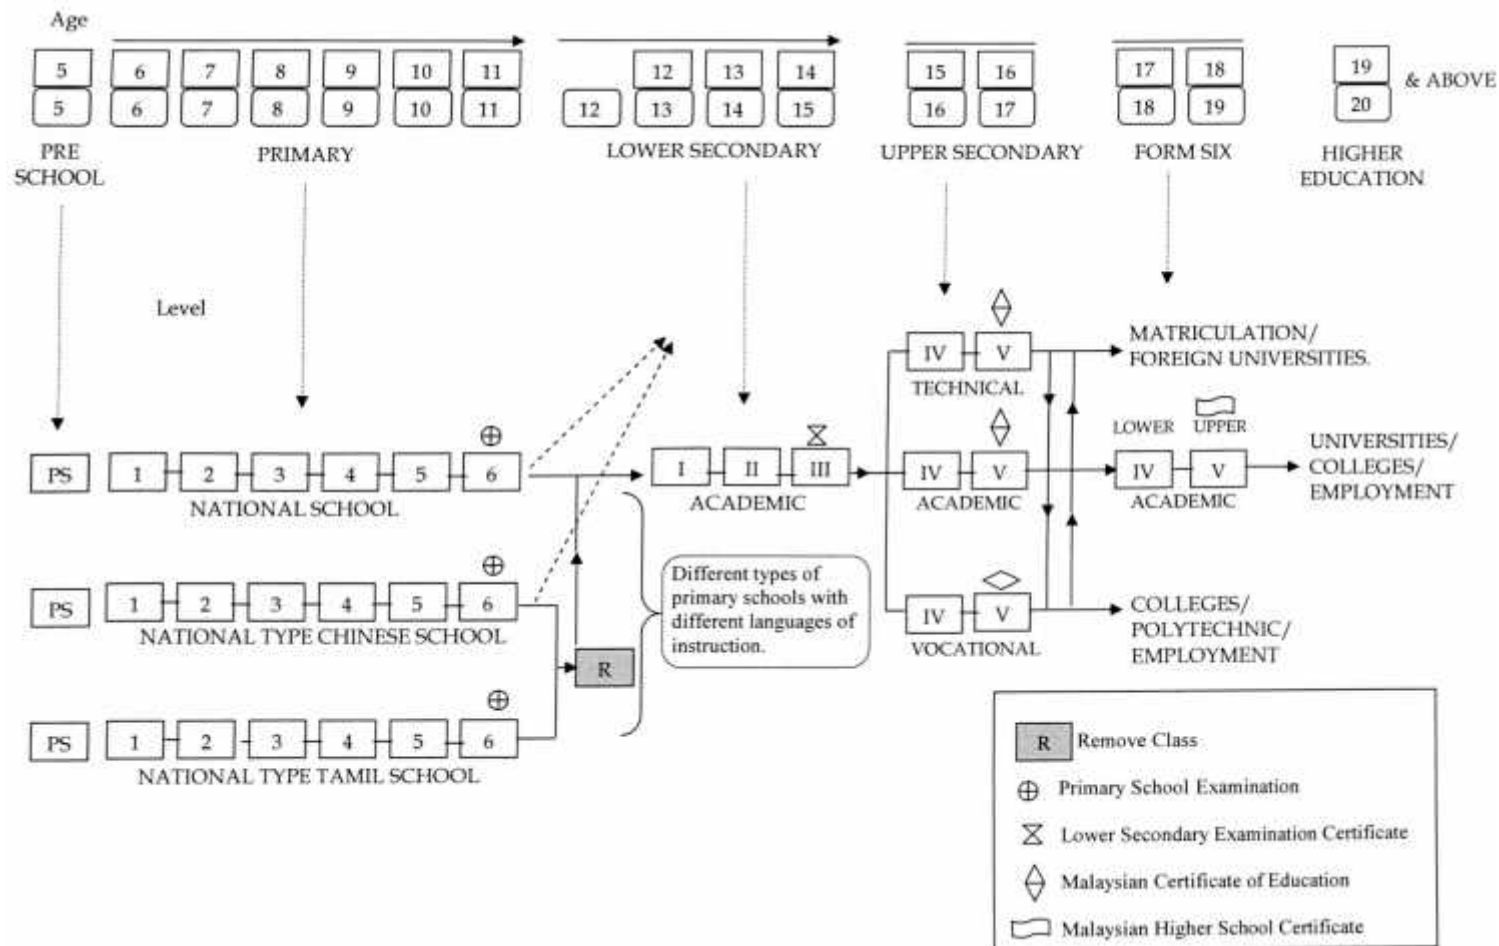 Age
5 6 7 8 9 10 11 12 13 14 15 16 17 18 19
& ABOVE
5 6 7 8 9 10 11 12 13 14 15 16 17 18 19 20
PRE
SCHOOL
PRIMARY
LOWER SECONDARY
UPPER SECONDARY
FORM SIX
HIGHER
EDUCATION
Level
IV V
TECHNICAL
MATRICULATION/
FOREIGN UNIVERSITIES.
PS 1 2 3 4 5 6
NATIONAL SCHOOL
I II III
ACADEMIC
IV V
ACADEMIC
LOWER UPPER
IV V
ACADEMIC
UNIVERSITIES/
COLLEGES/
EMPLOYMENT
PS 1 2 3 4 5 6
NATIONAL TYPE CHINESE SCHOOL
R
Different types of
primary schools with
different languages of
instruction.
IV V
VOCATIONAL
COLLEGES/
POLYTECHNIC/
EMPLOYMENT
PS 1 2 3 4 5 6
NATIONAL TYPE TAMIL SCHOOL
R Remove Class
Primary School Examination
Lower Secondary Examination Certificate
Malaysian Certificate of Education
Malaysian Higher School Certificate